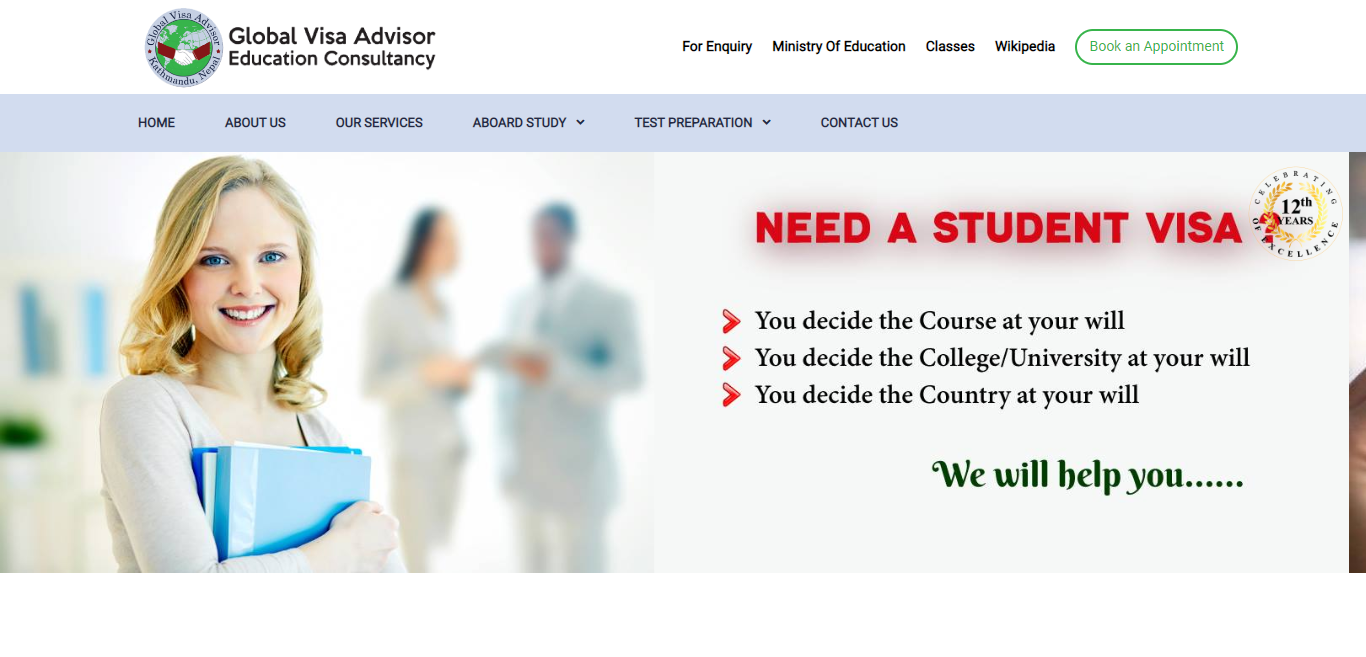 Global Visa Advisor
Kathmandu, Nepal
Global Visa Advisor
Education Consultancy
For Enquiry Ministry Of Education Classes Wikipedia Book an Appointment
HOME ABOUT US OUR SERVICES ABOARD STUDY TEST PREPARATION CONTACT US
NEED A STUDENT VISA
CELEBRATING
12th
YEARS
OF EXCELLENCE
You decide the Course at your will
You decide the College/University at your will
You decide the Country at your will
We will help you......